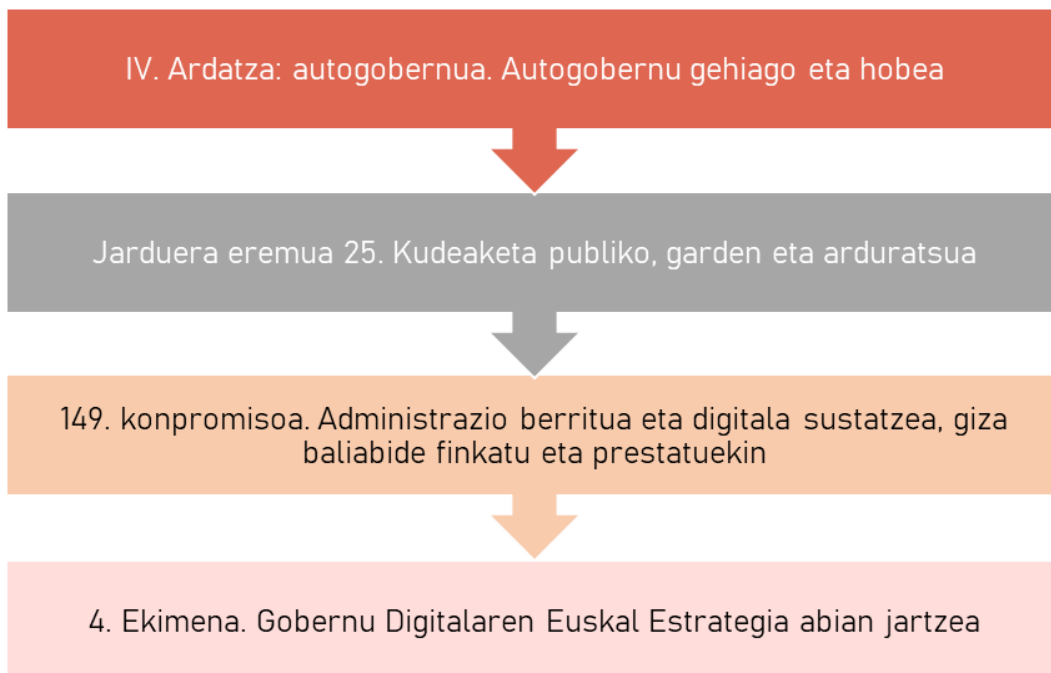 IV. Ardatza: autogobernua. Autogobernu gehiago eta hobea
Jarduera eremua 25. Kudeaketa publiko, garden eta arduratsua
149. konpromisoa. Administrazio berritua eta digitala sustatzea, giza
baliabide finkatu eta prestatuekin
4. Ekimena. Gobernu Digitalaren Euskal Estrategia abian jartzea